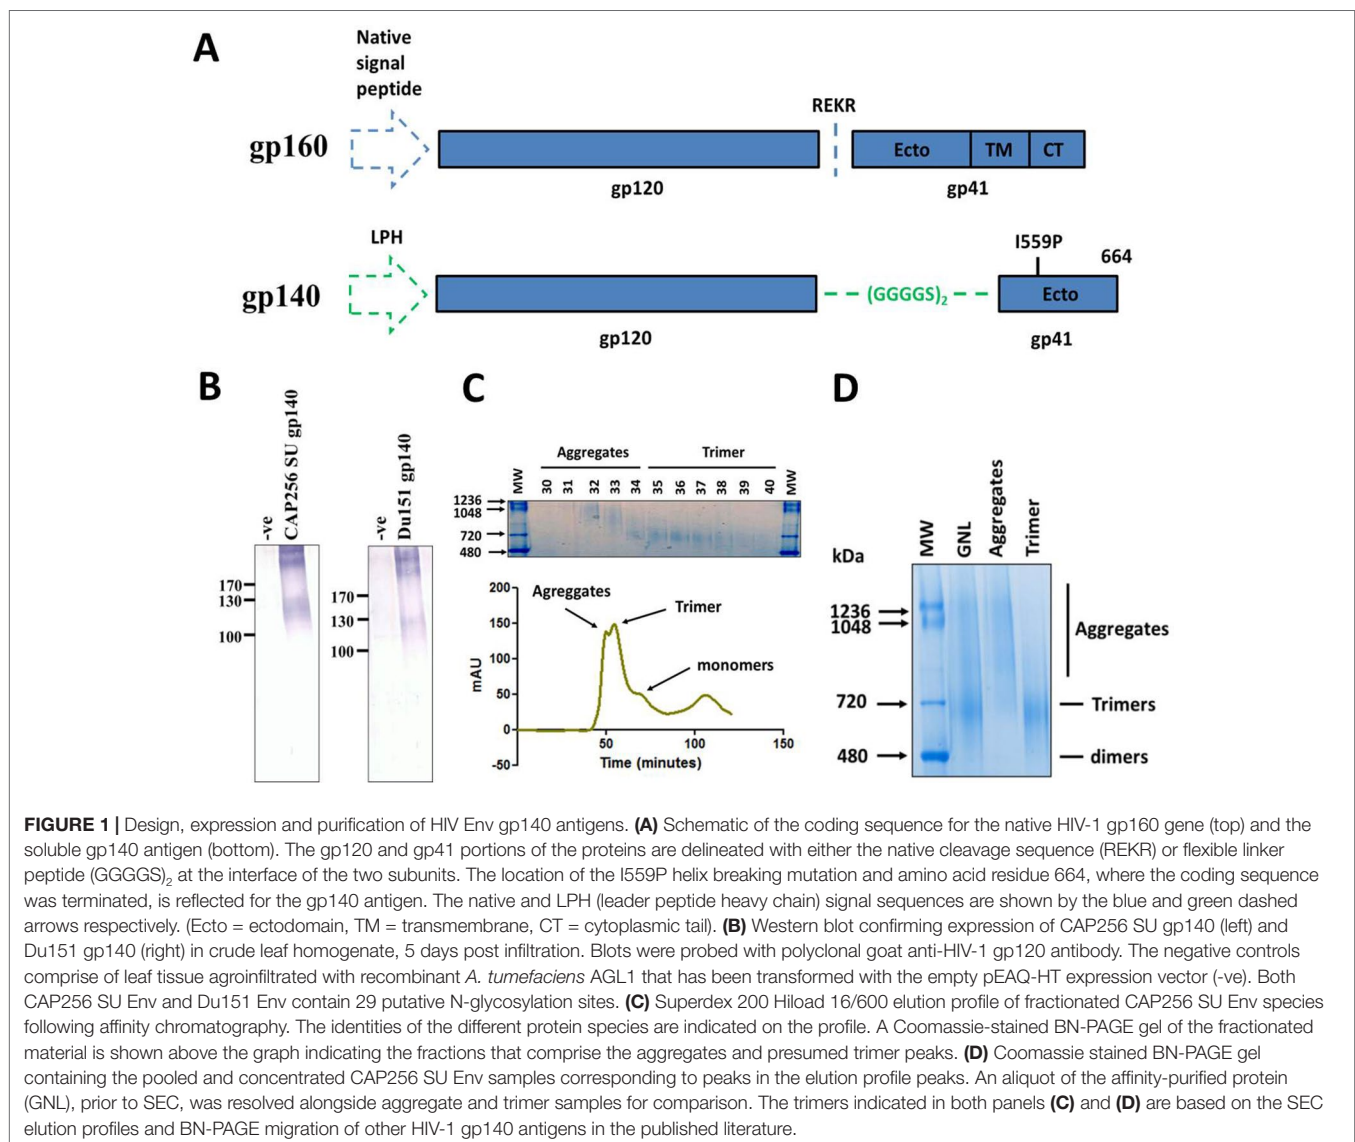 A
Native
signal
peptide
gp160
REKR
Ecto
TM
CT
gp120
gp41
LPH
I559P
664
gp140
(GGGGS)2
Ecto
gp120
gp41
B
-ve
CAP256 SU gp140
170
130
100
-ve
Du151 gp140
170
130
100
C
Aggregates
Trimer
MW
30
31
32
33
34
35
36
37
38
39
40
MW
1236
1048
720
480
200
150
100
50
0
-50
mAU
Agreggates
Trimer
monomers
50
100
150
Time (minutes)
D
kDa
MW
GNL
Aggregates
Trimer
1236
1048
720
480
Aggregates
Trimers
dimers
FIGURE 1 | Design, expression and purification of HIV Env gp140 antigens. (A) Schematic of the coding sequence for the native HIV-1 gp160 gene (top) and the
soluble gp140 antigen (bottom). The gp120 and gp41 portions of the proteins are delineated with either the native cleavage sequence (REKR) or flexible linker
peptide (GGGGS)2 at the interface of the two subunits. The location of the I559P helix breaking mutation and amino acid residue 664, where the coding sequence
was terminated, is reflected for the gp140 antigen. The native and LPH (leader peptide heavy chain) signal sequences are shown by the blue and green dashed
arrows respectively. (Ecto = ectodomain, TM = transmembrane, CT = cytoplasmic tail). (B) Western blot confirming expression of CAP256 SU gp140 (left) and
Du151 gp140 (right) in crude leaf homogenate, 5 days post infiltration. Blots were probed with polyclonal goat anti-HIV-1 gp120 antibody. The negative controls
comprise of leaf tissue agroinfiltrated with recombinant A. tumefaciens AGL1 that has been transformed with the empty pEAQ-HT expression vector (-ve). Both
CAP256 SU Env and Du151 Env contain 29 putative N-glycosylation sites. (C) Superdex 200 Hiload 16/600 elution profile of fractionated CAP256 SU Env species
following affinity chromatography. The identities of the different protein species are indicated on the profile. A Coomassie-stained BN-PAGE gel of the fractionated
material is shown above the graph indicating the fractions that comprise the aggregates and presumed trimer peaks. (D) Coomassie stained BN-PAGE gel
containing the pooled and concentrated CAP256 SU Env samples corresponding to peaks in the elution profile peaks. An aliquot of the affinity-purified protein
(GNL), prior to SEC, was resolved alongside aggregate and trimer samples for comparison. The trimers indicated in both panels (C) and (D) are based on the SEC
elution profiles and BN-PAGE migration of other HIV-1 gp140 antigens in the published literature.